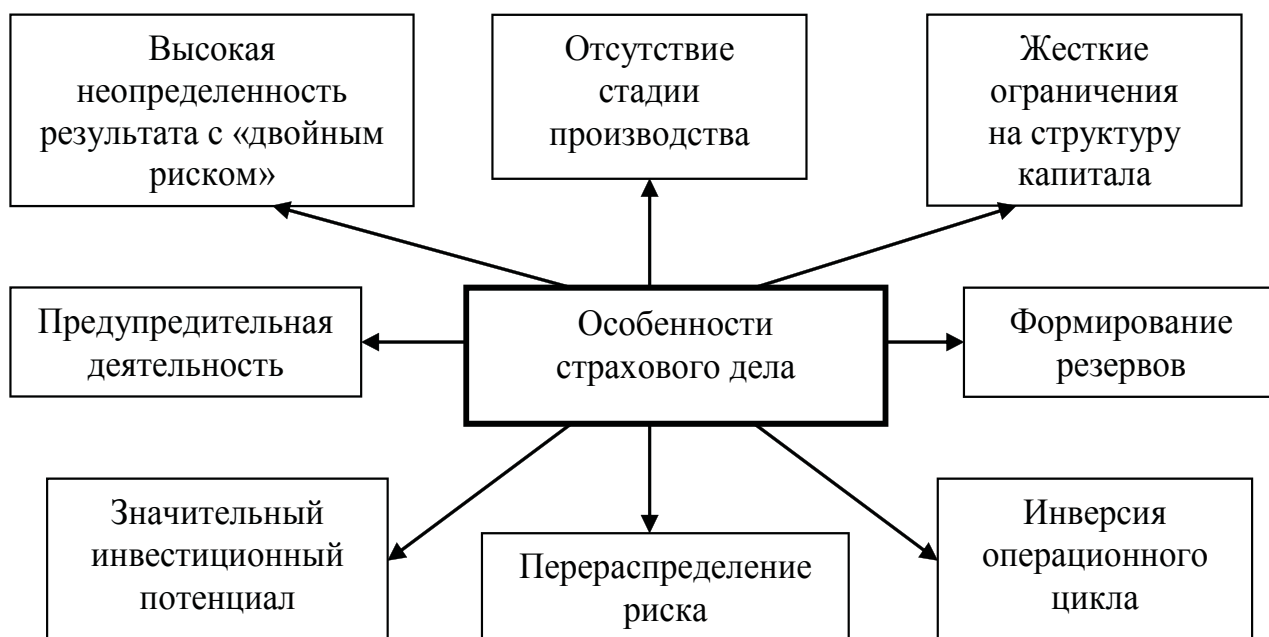 Высокая
неопределенность
результата с «двойным
риском»
Отсутствие
стадии
производства
Жесткие
ограничения
на структуру
капитала
Предупредительная
деятельность
Особенности
страхового дела
Формирование
резервов
Значительный
инвестиционный
потенциал
Перераспределение
риска
Инверсия
операционного
цикла